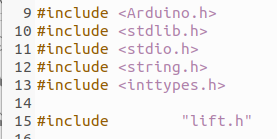 9 #include <Arduino.h>
10 #include <stdlib.h>
11 #include <stdio.h>
12 #include <string.h>
13 #include <inttypes.h>
14
15 #include        "lift.h"